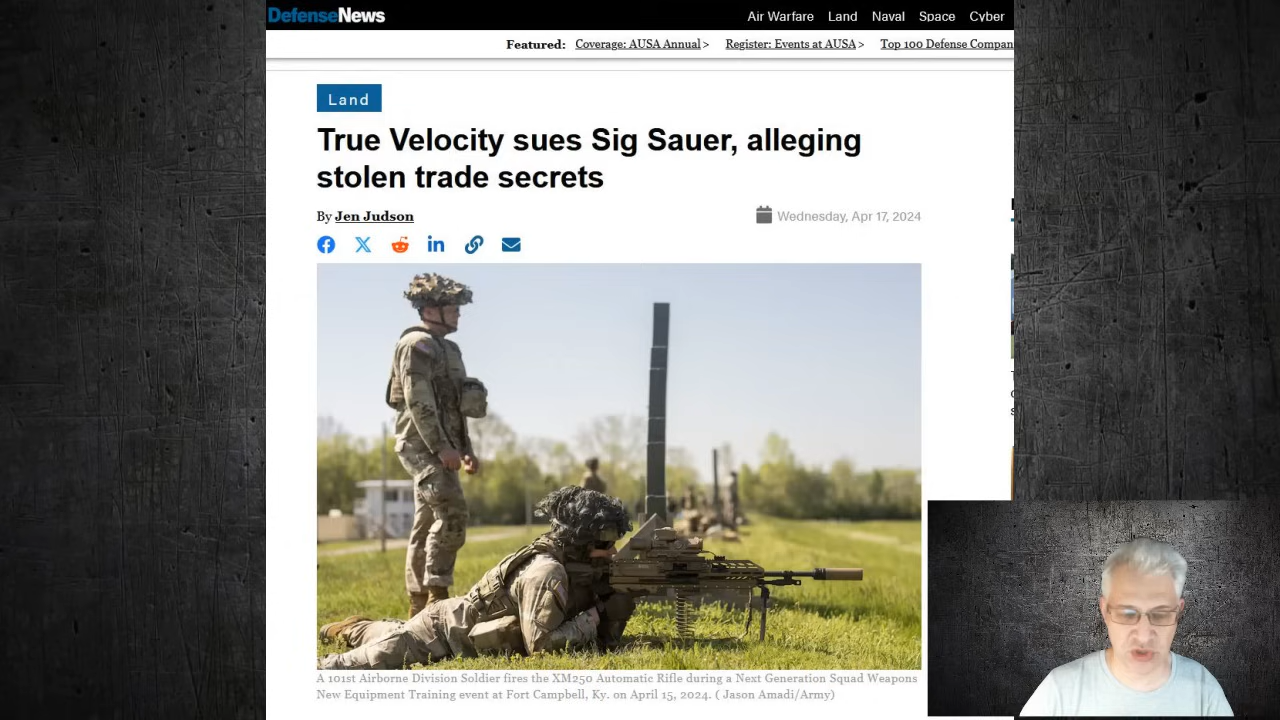 DefenseNews
Air Warfare Land Naval Space Cyber
Featured: Coverage: AUSA Annual > Register: Events at AUSA > Top 100 Defense Compan
Land
True Velocity sues Sig Sauer, alleging
stolen trade secrets
By Jen Judson
Wednesday, Apr 17, 2024
A 101st Airborne Division Soldier fires the XM250 Automatic Rifle during a Next Generation Squad Weapons
New Equipment Training event at Fort Campbell, Ky. on April 15, 2024. ( Jason Amadi/Army)